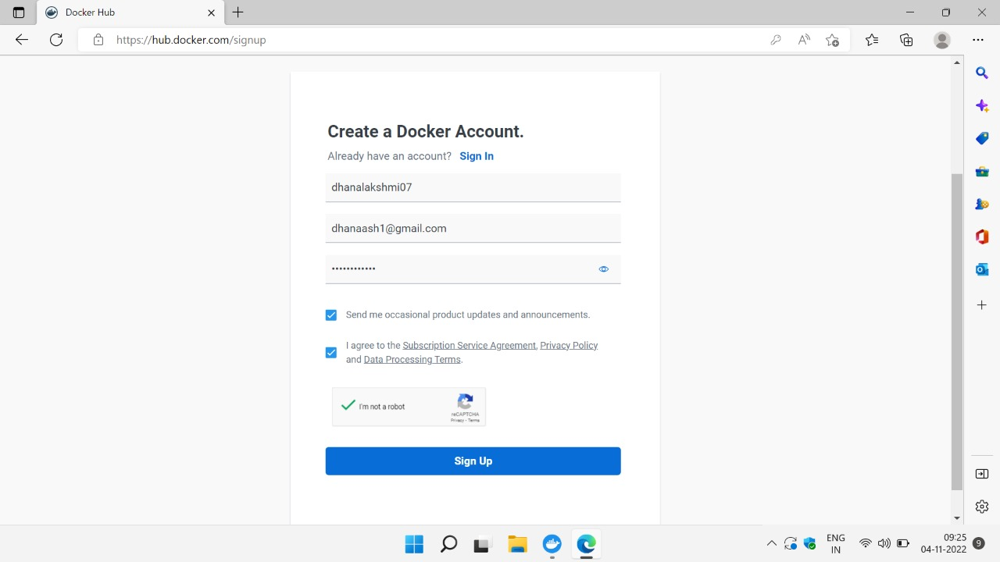 Docker Hub
https://hub.docker.com/signup
Create a Docker Account.
Already have an account? Sign In
dhanalakshmi07
dhanaash1@gmail.com
••••••••••••
Send me occasional product updates and announcements.
I agree to the Subscription Service Agreement, Privacy Policy
and Data Processing Terms.
I'm not a robot
reCAPTCHA
Privacy - Terms
Sign Up
ENG
IN
09:25
04-11-2022
9